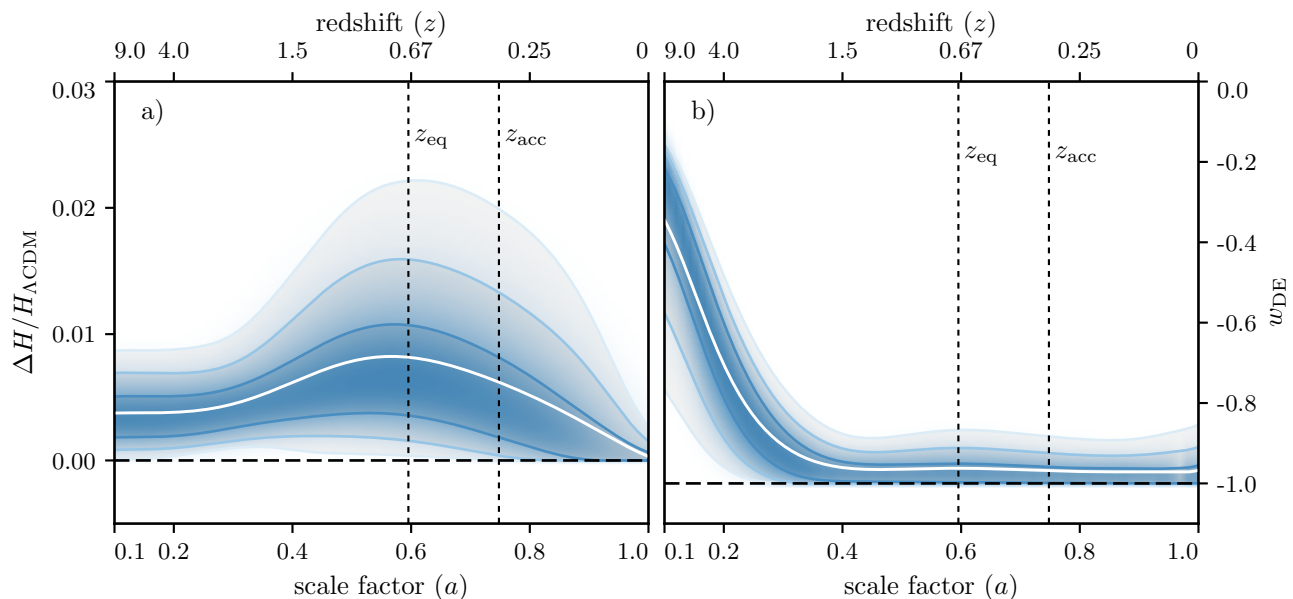 redshift (z)
9.0 4.0 1.5 0.67 0.25 0
0.03
0.02
0.01
0.00
ΔH/H_ΛCDM
a)
z_eq
z_acc
0.1 0.2 0.4 0.6 0.8 1.0
scale factor (a)
redshift (z)
9.0 4.0 1.5 0.67 0.25 0
b)
z_eq
z_acc
0.0
-0.2
-0.4
-0.6
-0.8
-1.0
w_DE
0.1 0.2 0.4 0.6 0.8 1.0
scale factor (a)